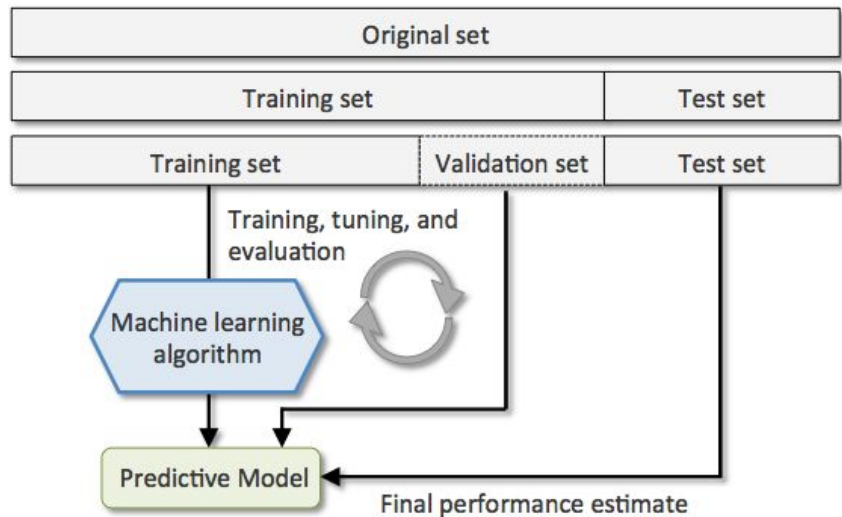 Original set
Training set
Test set
Training set
Validation set
Test set
Training, tuning, and
evaluation
Machine learning
algorithm
Predictive Model
Final performance estimate